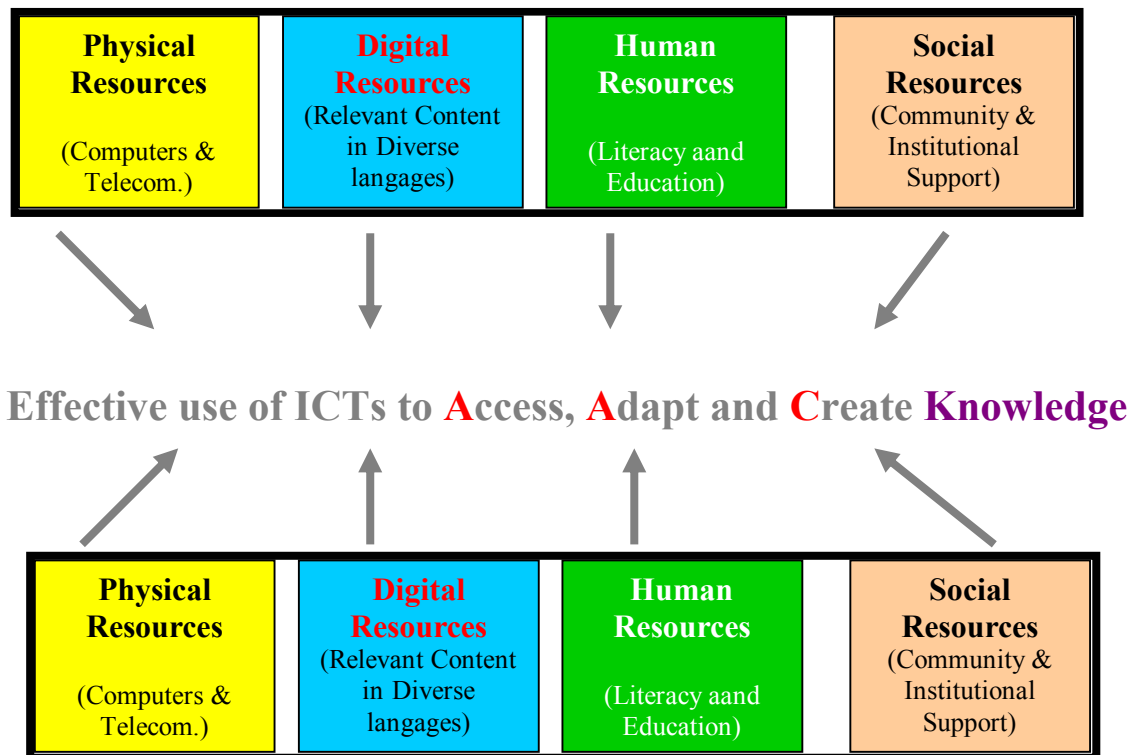 Physical
Resources
(Computers &
Telecom.)
Digital
Resources
(Relevant Content
in Diverse
langages)
Human
Resources
(Literacy aand
Education)
Social
Resources
(Community &
Institutional
Support)
Effective use of ICTs to Access, Adapt and Create Knowledge
Physical
Resources
(Computers &
Telecom.)
Digital
Resources
(Relevant Content
in Diverse
langages)
Human
Resources
(Literacy aand
Education)
Social
Resources
(Community &
Institutional
Support)